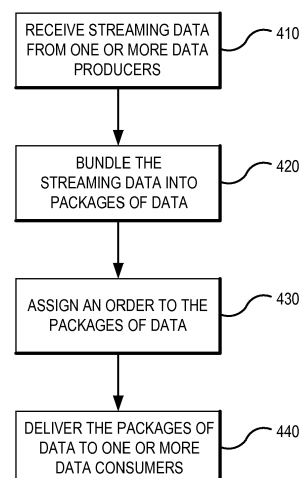 RECEIVE STREAMING DATA
FROM ONE OR MORE DATA
PRODUCERS
410
BUNDLE THE
STREAMING DATA INTO
PACKAGES OF DATA
420
ASSIGN AN ORDER TO THE
PACKAGES OF DATA
430
DELIVER THE PACKAGES OF
DATA TO ONE OR MORE
DATA CONSUMERS
440